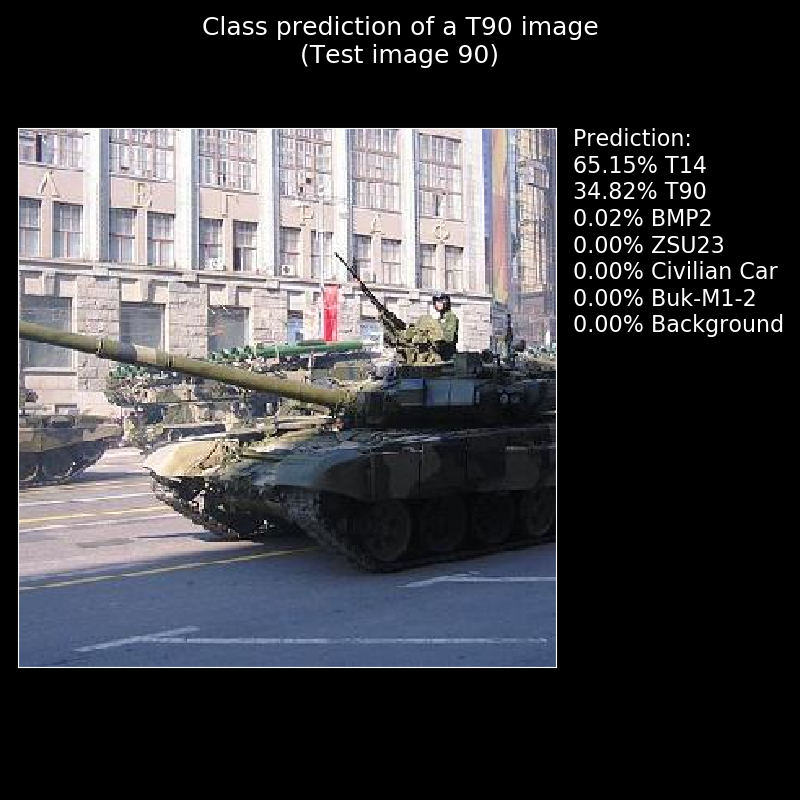 Class prediction of a T90 image
(Test image 90)
Prediction:
65.15% T14
34.82% T90
0.02% BMP2
0.00% ZSU23
0.00% Civilian Car
0.00% Buk-M1-2
0.00% Background